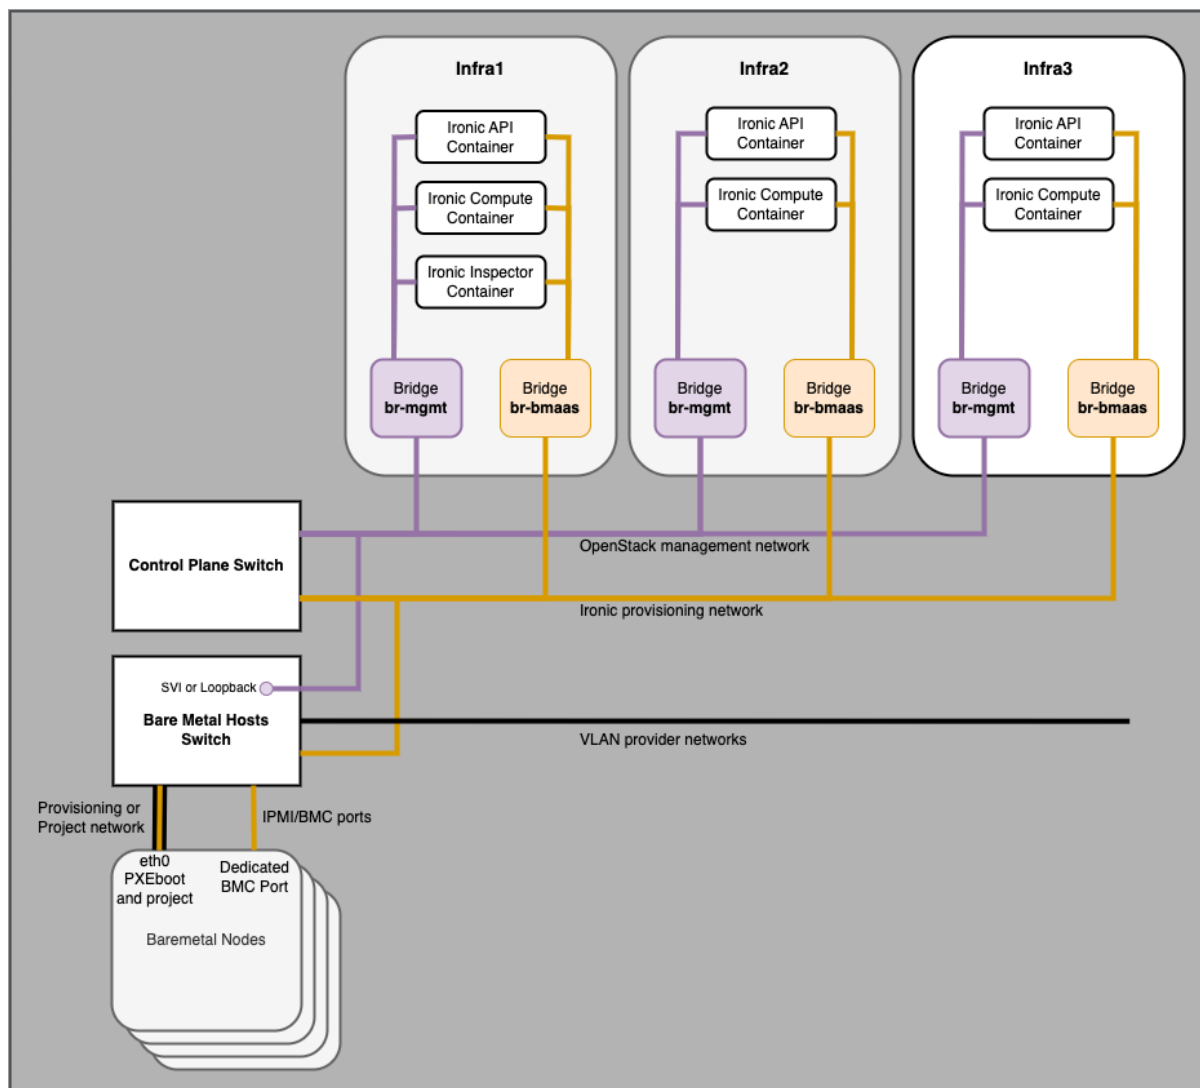 Infra1
Infra2
Infra3
Ironic API
Container
Ironic Compute
Container
Ironic Inspector
Container
Ironic API
Container
Ironic Compute
Container
Ironic API
Container
Ironic Compute
Container
Bridge
br-mgmt
Bridge
br-bmaas
Bridge
br-mgmt
Bridge
br-bmaas
Bridge
br-mgmt
Bridge
br-bmaas
Control Plane Switch
OpenStack management network
Ironic provisioning network
SVI or Loopback
Bare Metal Hosts
Switch
VLAN provider networks
Provisioning or
Project network
IPMI/BMC ports
eth0
PXEboot
and project
Dedicated
BMC Port
Baremetal Nodes